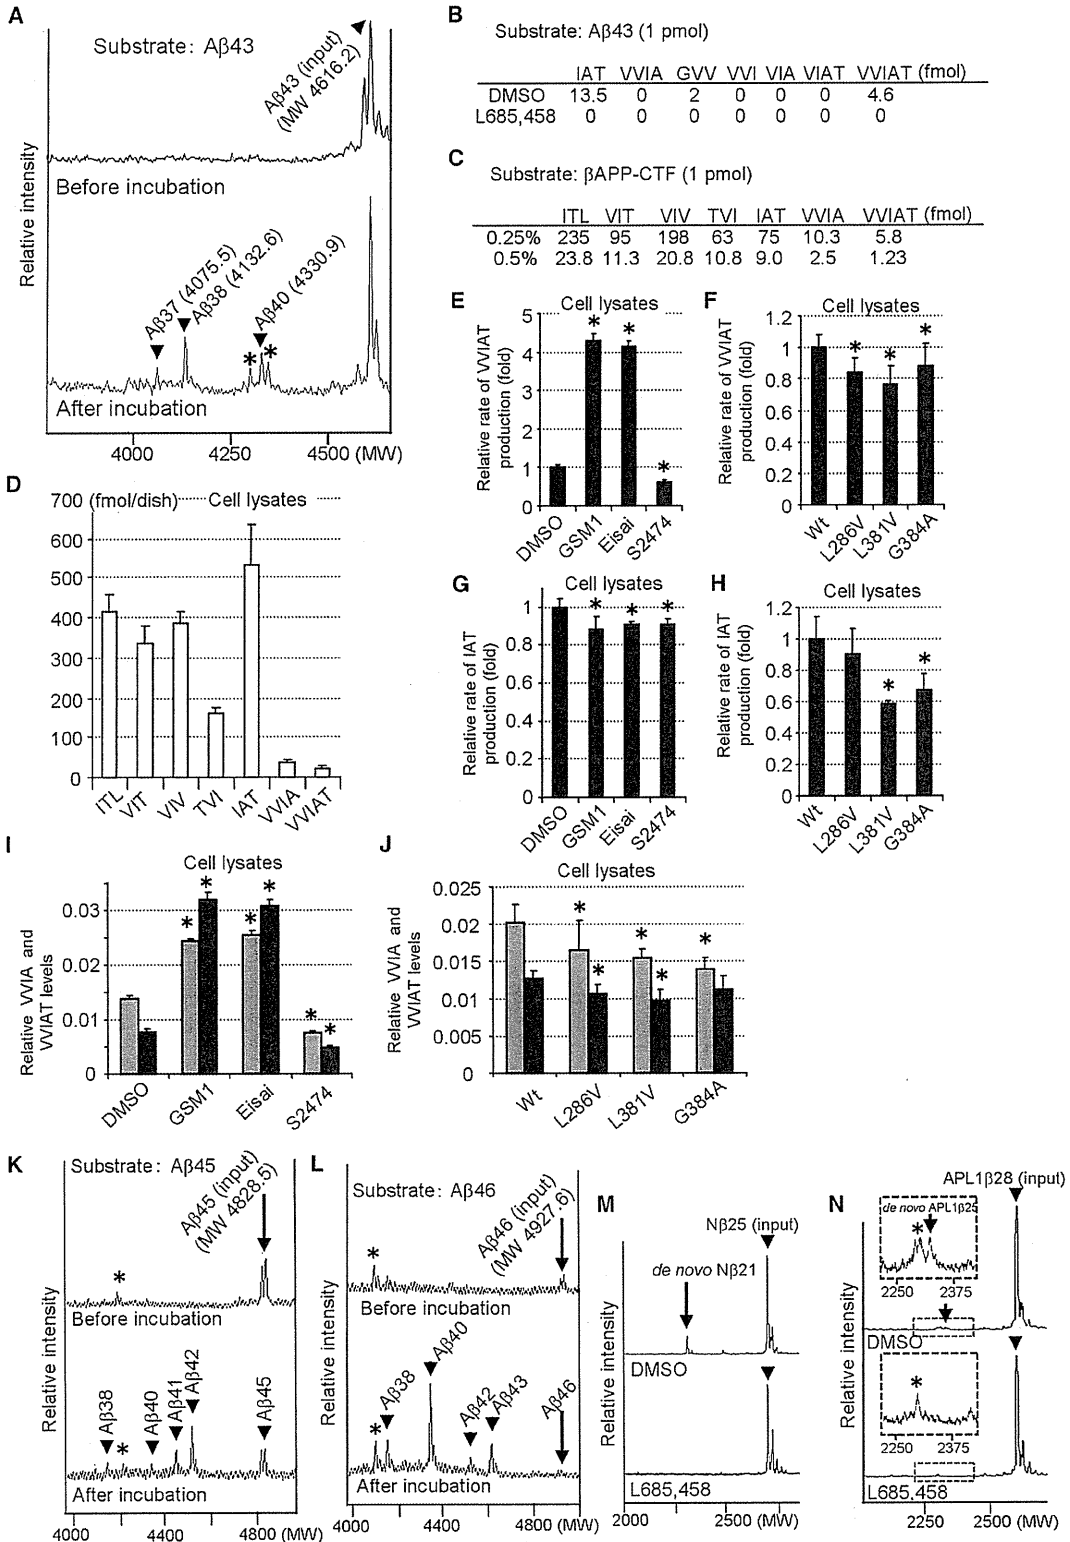 A
Substrate: Aβ43
Aβ43 (input)
(MW 4616.2)
Before incubation
Aβ37 (4075.5)
Aβ38 (4132.6)
Aβ40 (4330.9)
* *
After incubation
Relative intensity
4000 4250 4500 (MW)
B
Substrate: Aβ43 (1 pmol)
IAT VVIA GVV VVI VIA VIAT VVIAT (fmol)
DMSO 13.5 0 2 0 0 0 4.6
L685,458 0 0 0 0 0 0 0
C
Substrate: βAPP-CTF (1 pmol)
ITL VIT VIV TVI IAT VVIA VVIAT (fmol)
0.25% 235 95 198 63 75 10.3 5.8
0.5% 23.8 11.3 20.8 10.8 9.0 2.5 1.23
D
700 (fmol/dish) Cell lysates
600
500
400
300
200
100
0
ITL VIT VIV TVI IAT VVIA VVIAT
E
Cell lysates
Relative rate of VVIAT
production (fold)
5
4
3
2
1
0
* * *
DMSO GSM1 Eisai S2474
F
Cell lysates
Relative rate of VVIAT
production (fold)
1.2
1
0.8
0.6
0.4
0.2
0
* * *
Wt L286V L381V G384A
G
Cell lysates
Relative rate of IAT
production (fold)
1
0.8
0.6
0.4
0.2
0
* * *
DMSO GSM1 Eisai S2474
H
Cell lysates
Relative rate of IAT
production (fold)
1.2
1
0.8
0.6
0.4
0.2
0
* *
Wt L286V L381V G384A
I
Cell lysates
Relative VVIA and
VVIAT levels
0.03
0.02
0.01
0
* * * * * *
DMSO GSM1 Eisai S2474
J
Cell lysates
Relative VVIA and
VVIAT levels
0.025
0.02
0.015
0.01
0.005
0
* * * * *
Wt L286V L381V G384A
K
Substrate: Aβ45
Aβ45 (input)
(MW 4828.5)
*
Before incubation
Aβ38 * Aβ40 Aβ41 Aβ42 Aβ45
After incubation
Relative intensity
4000 4400 4800 (MW)
L
Substrate: Aβ46
Aβ46 (input)
(MW 4927.6)
*
Before incubation
* Aβ38 Aβ40 Aβ42 Aβ43 Aβ46
After incubation
Relative intensity
4000 4400 4800 (MW)
M
Nβ25 (input)
de novo Nβ21
DMSO
L685,458
Relative intensity
2000 2500 (MW)
N
APL1β28 (input)
de novo APL1β25
*
2250 2375
DMSO
*
2250 2375
L685,458
Relative intensity
2250 2500 (MW)